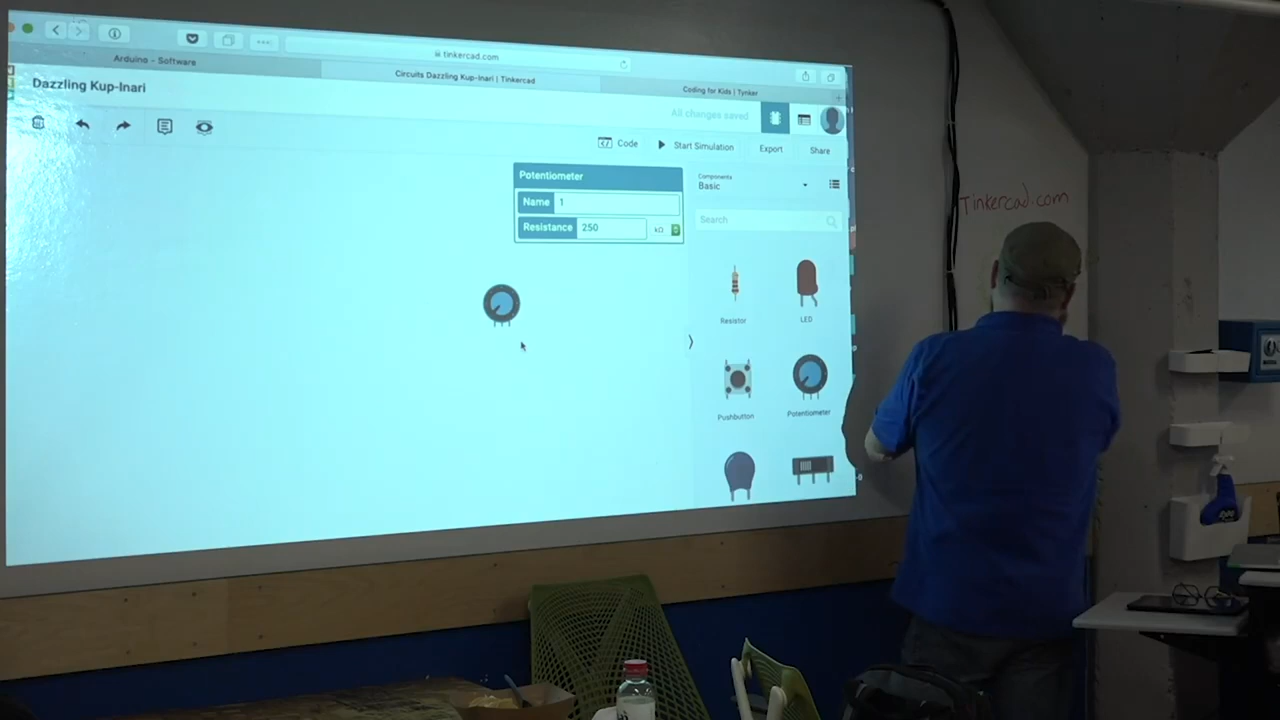 tinkercad.com
Arduino - Software
Circuits Dazzling Kup-Inari | Tinkercad
Coding for Kids | Tynker
Dazzling Kup-Inari
All changes saved
Code
Start Simulation
Export
Share
Potentiometer
Name 1
Resistance 250 kΩ
Components
Basic
Search
Resistor
LED
Pushbutton
Potentiometer
Tinkercad.com